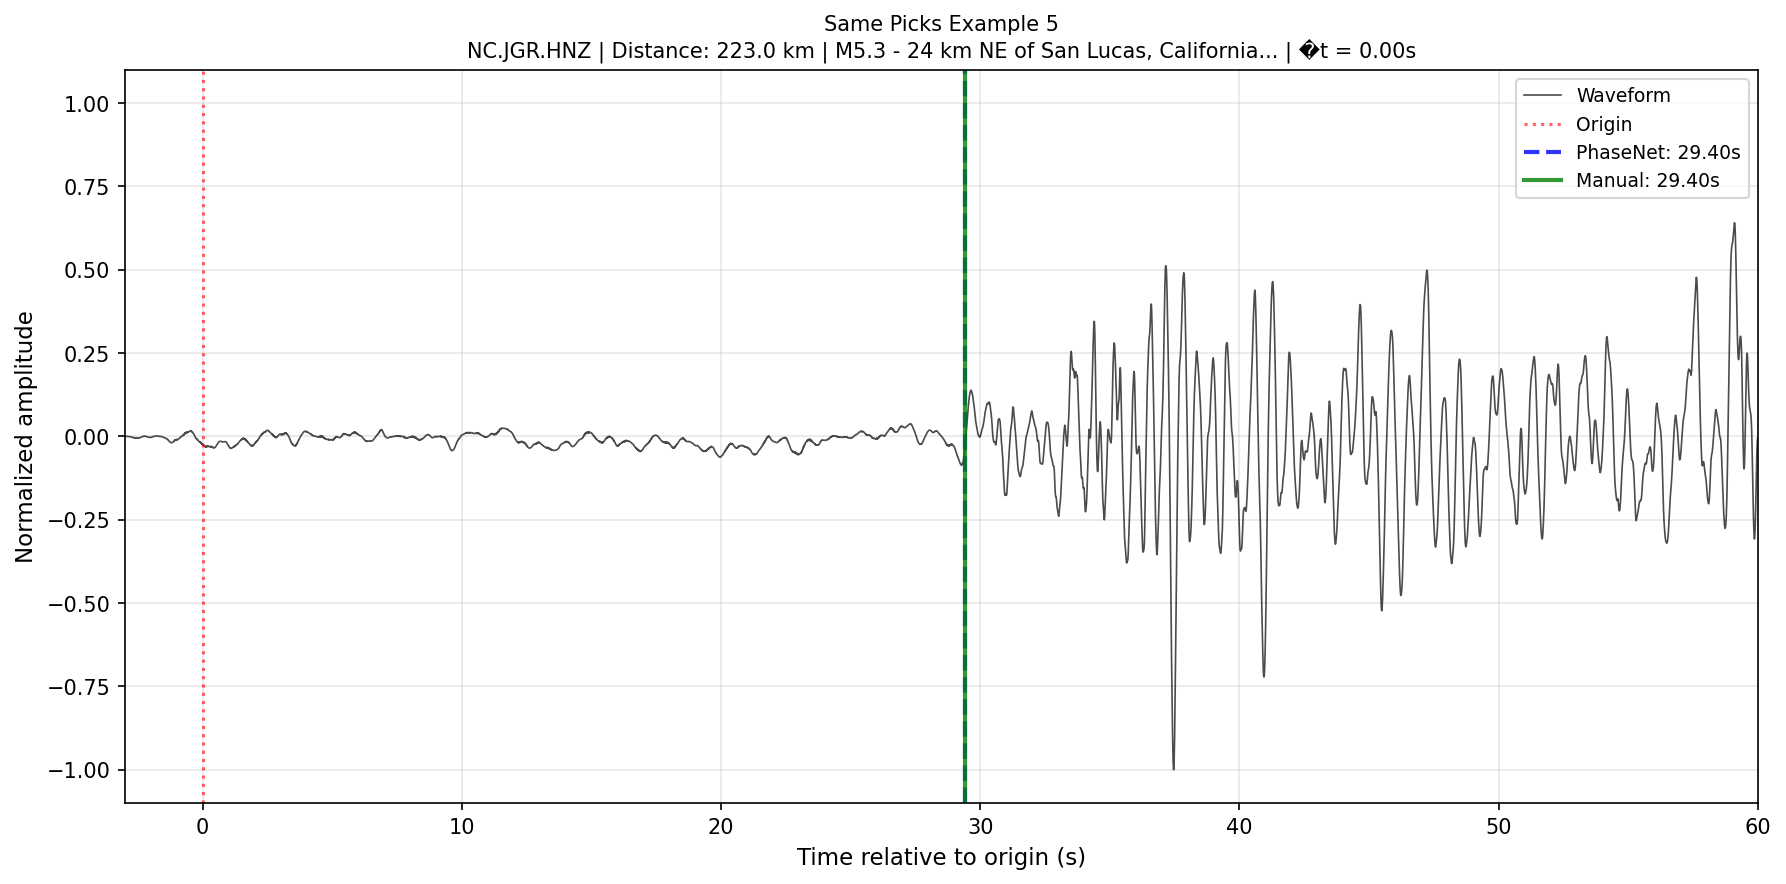 Same Picks Example 5
NC.JGR.HNZ | Distance: 223.0 km | M5.3 - 24 km NE of San Lucas, California... | �t = 0.00s
Waveform
Origin
PhaseNet: 29.40s
Manual: 29.40s
Normalized amplitude
1.00
0.75
0.50
0.25
0.00
−0.25
−0.50
−0.75
−1.00
0
10
20
30
40
50
60
Time relative to origin (s)